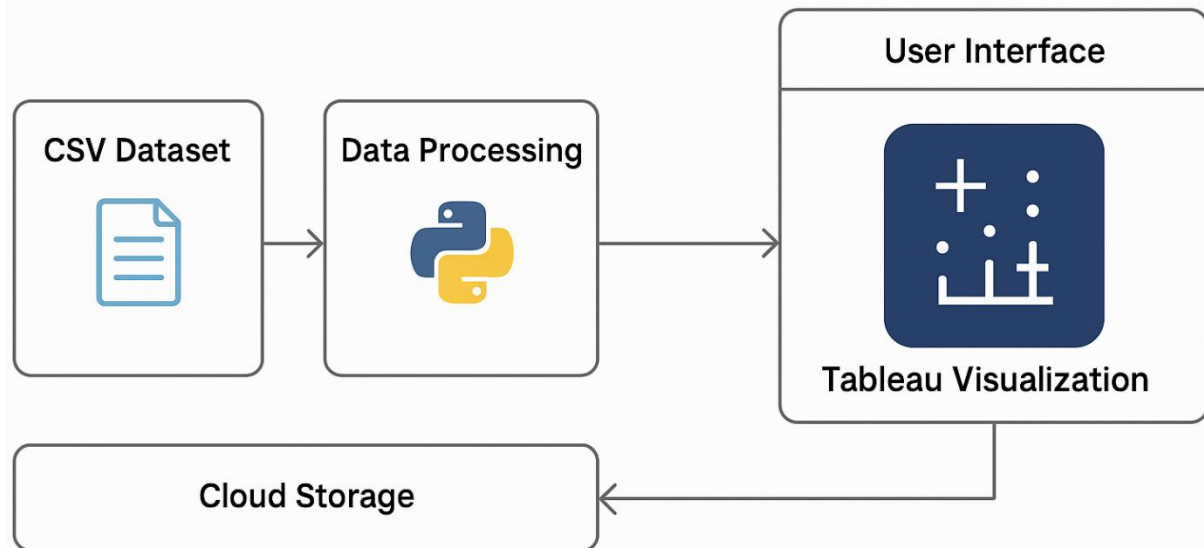 CSV Dataset
Data Processing
User Interface
Tableau Visualization
Cloud Storage